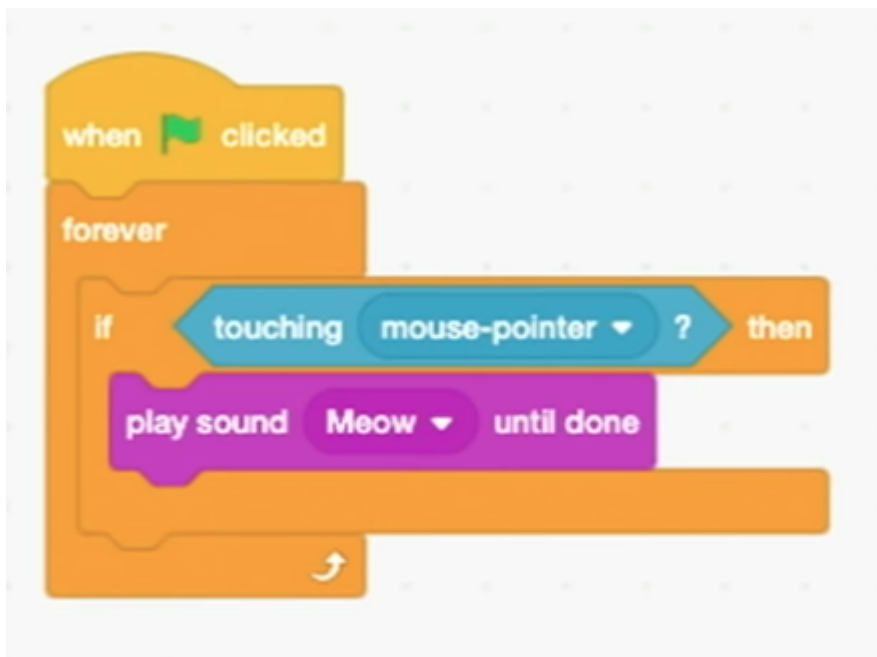 when clicked
forever
if touching mouse-pointer ? then
play sound Meow until done